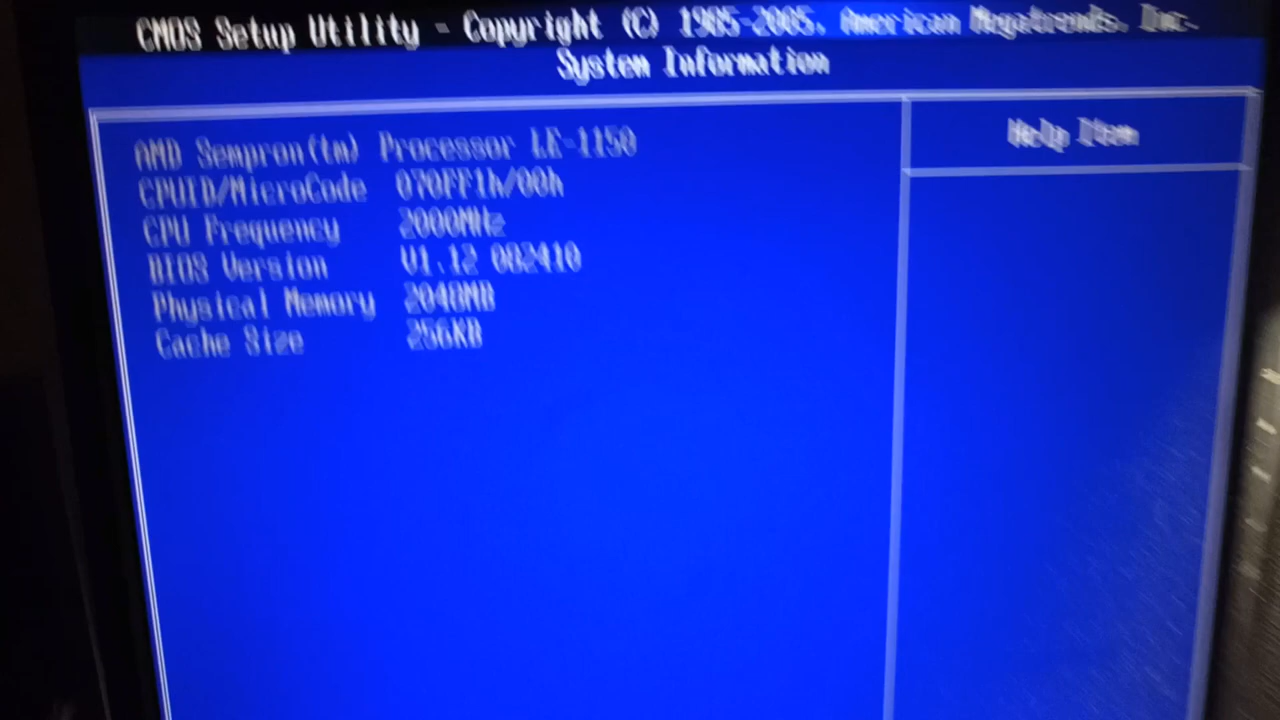 CMOS Setup Utility - Copyright (C) 1985-2005, American Megatrends, Inc.
System Information
Help Item
AMD Sempron(tm) Processor LE-1150
CPUID/MicroCode 070FF1h/00h
CPU Frequency 2000MHz
BIOS Version V1.12 082410
Physical Memory 2048MB
Cache Size 256KB